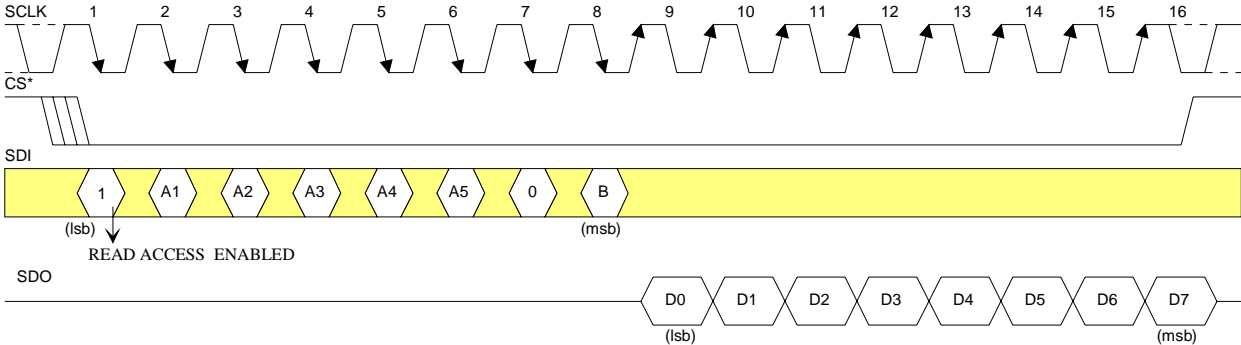 SCLK 1 2 3 4 5 6 7 8 9 10 11 12 13 14 15 16
CS*
SDI
1 A1 A2 A3 A4 A5 0 B
(lsb) (msb)
READ ACCESS ENABLED
SDO
D0 D1 D2 D3 D4 D5 D6 D7
(lsb) (msb)